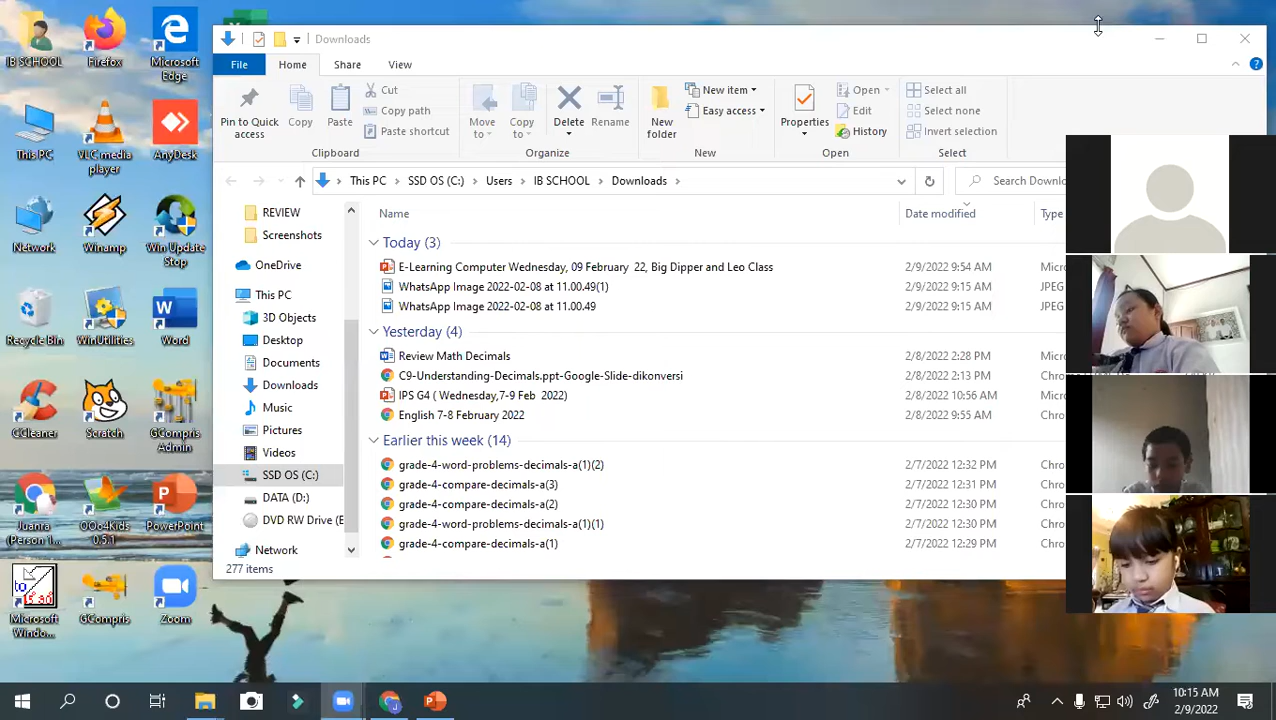 Downloads
File Home Share View
Pin to Quick access
Copy
Paste
Cut
Copy path
Paste shortcut
Clipboard
Move to
Copy to
Delete
Rename
Organize
New folder
New item
Easy access
New
Properties
Open
Edit
History
Open
Select all
Select none
Invert selection
Select
This PC > SSD OS (C:) > Users > IB SCHOOL > Downloads >
Search Downlo
REVIEW
Screenshots
OneDrive
This PC
3D Objects
Desktop
Documents
Downloads
Music
Pictures
Videos
SSD OS (C:)
DATA (D:)
DVD RW Drive (E
Network
Name Date modified Type
Today (3)
E-Learning Computer Wednesday, 09 February 22, Big Dipper and Leo Class 2/9/2022 9:54 AM Micro
WhatsApp Image 2022-02-08 at 11.00.49(1) 2/9/2022 9:15 AM JPEG
WhatsApp Image 2022-02-08 at 11.00.49 2/9/2022 9:15 AM JPEG
Yesterday (4)
Review Math Decimals 2/8/2022 2:28 PM Micro
C9-Understanding-Decimals.ppt-Google-Slide-dikonversi 2/8/2022 2:13 PM Chro
IPS G4 ( Wednesday,7-9 Feb 2022) 2/8/2022 10:56 AM Micro
English 7-8 February 2022 2/8/2022 9:55 AM Chro
Earlier this week (14)
grade-4-word-problems-decimals-a(1)(2) 2/7/2022 12:32 PM Chro
grade-4-compare-decimals-a(3) 2/7/2022 12:31 PM Chro
grade-4-compare-decimals-a(2) 2/7/2022 12:30 PM Chro
grade-4-word-problems-decimals-a(1)(1) 2/7/2022 12:30 PM Chro
grade-4-compare-decimals-a(1) 2/7/2022 12:29 PM Chro
277 items
IB SCHOOL
Firefox
Microsoft Edge
This PC
VLC media player
AnyDesk
Network
Winamp
Win Update Stop
Recycle Bin
WinUtilities
Word
CCleaner
Scratch
GCompris Admin
Juanra (Person 1...
OOo4Kids 0.5.1
PowerPoint
Microsoft Windo...
GCompris
Zoom
10:15 AM
2/9/2022